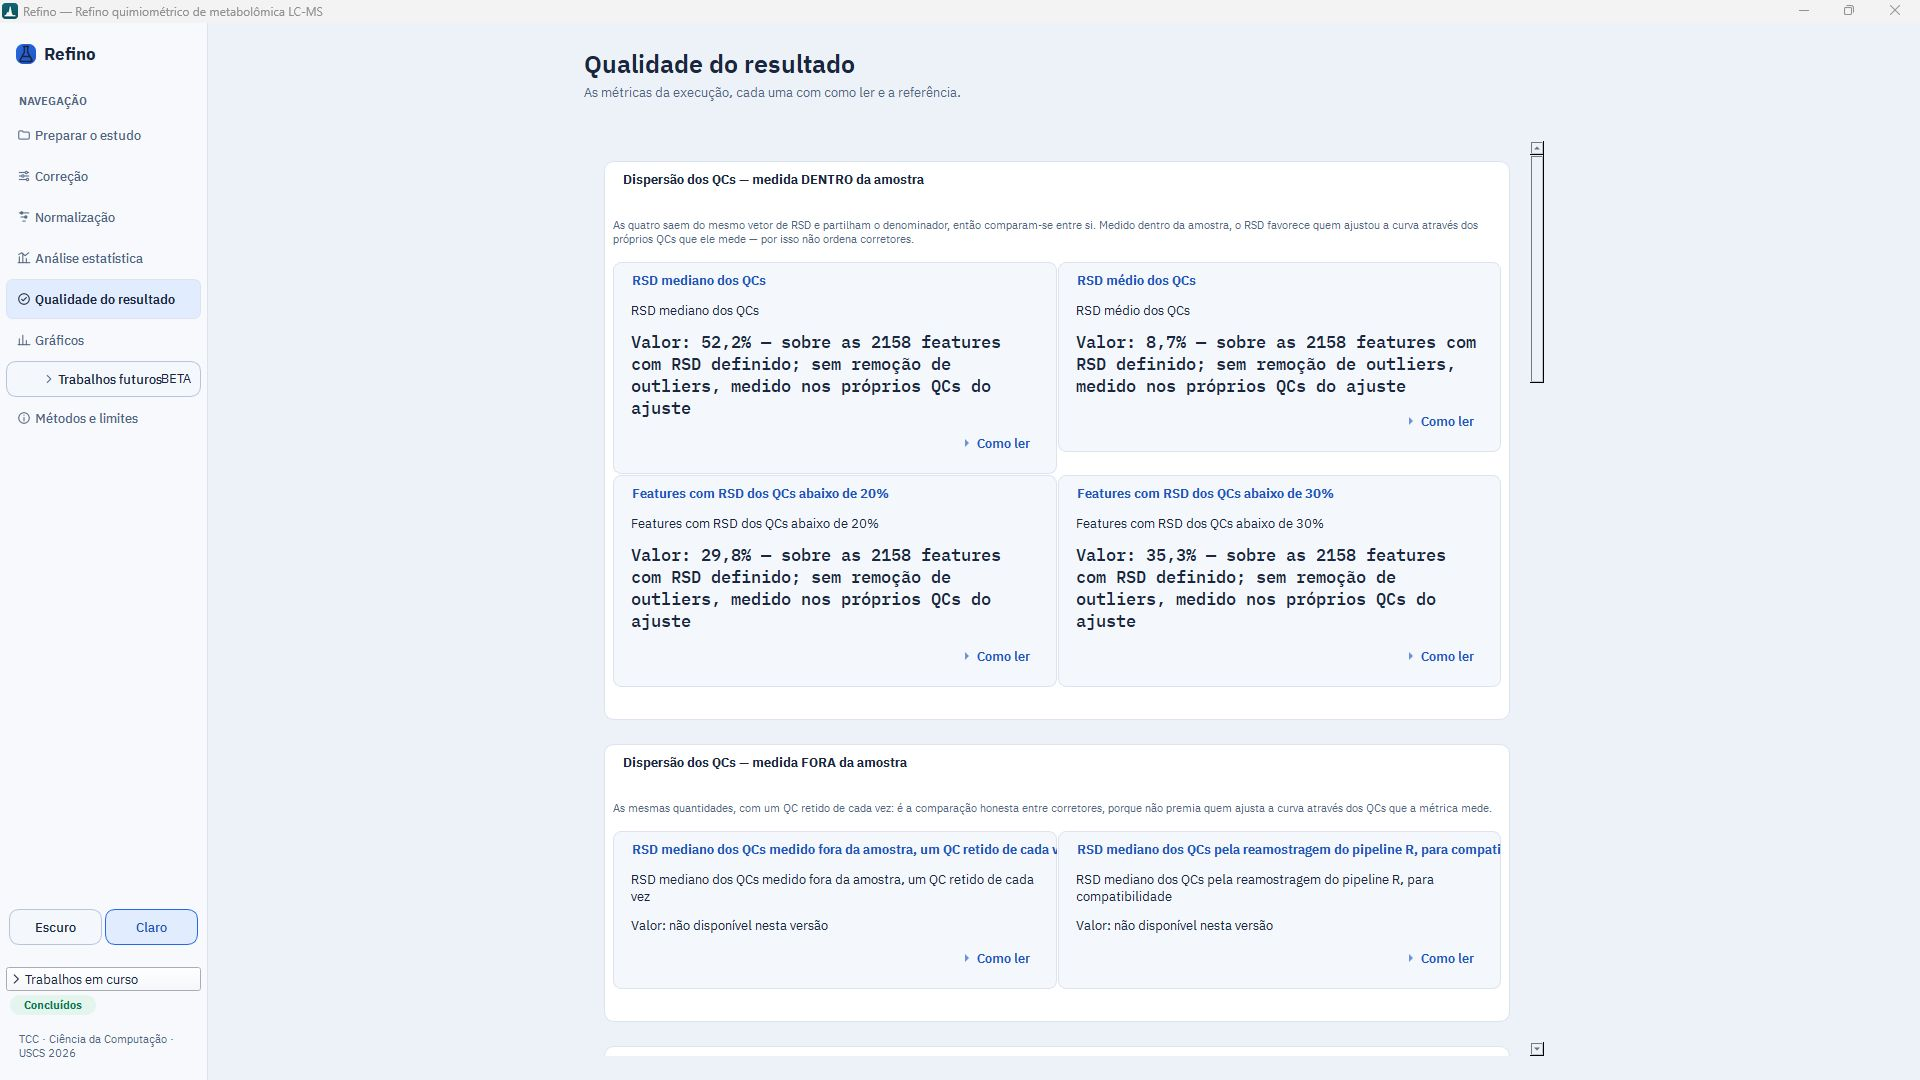 Refino — Refino quimiométrico de metabolômica LC-MS
Refino
NAVEGAÇÃO
Preparar o estudo
Correção
Normalização
Análise estatística
Qualidade do resultado
Gráficos
Trabalhos futuros BETA
Métodos e limites
Escuro
Claro
Trabalhos em curso
Concluídos
TCC · Ciência da Computação ·
USCS 2026
Qualidade do resultado
As métricas da execução, cada uma com como ler e a referência.
Dispersão dos QCs — medida DENTRO da amostra
As quatro saem do mesmo vetor de RSD e partilham o denominador, então comparam-se entre si. Medido dentro da amostra, o RSD favorece quem ajustou a curva através dos
próprios QCs que ele mede — por isso não ordena corretores.
RSD mediano dos QCs
RSD mediano dos QCs
Valor: 52,2% — sobre as 2158 features
com RSD definido; sem remoção de
outliers, medido nos próprios QCs do
ajuste
Como ler
RSD médio dos QCs
RSD médio dos QCs
Valor: 8,7% — sobre as 2158 features com
RSD definido; sem remoção de outliers,
medido nos próprios QCs do ajuste
Como ler
Features com RSD dos QCs abaixo de 20%
Features com RSD dos QCs abaixo de 20%
Valor: 29,8% — sobre as 2158 features
com RSD definido; sem remoção de
outliers, medido nos próprios QCs do
ajuste
Como ler
Features com RSD dos QCs abaixo de 30%
Features com RSD dos QCs abaixo de 30%
Valor: 35,3% — sobre as 2158 features
com RSD definido; sem remoção de
outliers, medido nos próprios QCs do
ajuste
Como ler
Dispersão dos QCs — medida FORA da amostra
As mesmas quantidades, com um QC retido de cada vez: é a comparação honesta entre corretores, porque não premia quem ajusta a curva através dos QCs que a métrica mede.
RSD mediano dos QCs medido fora da amostra, um QC retido de cada v
RSD mediano dos QCs medido fora da amostra, um QC retido de cada
vez
Valor: não disponível nesta versão
Como ler
RSD mediano dos QCs pela reamostragem do pipeline R, para compati
RSD mediano dos QCs pela reamostragem do pipeline R, para
compatibilidade
Valor: não disponível nesta versão
Como ler